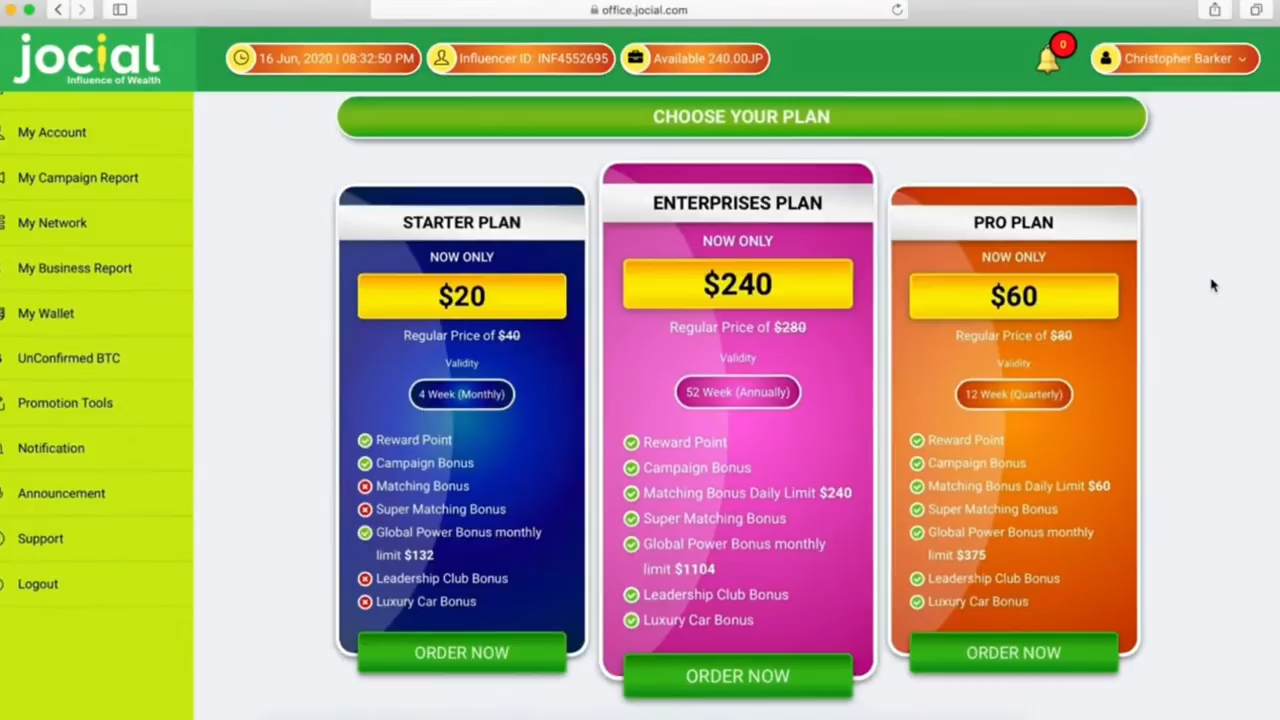 office.jocial.com
jocial
Influence of Wealth
16 Jun, 2020 | 08:32:50 PM
Influencer ID: INF4552695
Available 240.00JP
0
Christopher Barker
My Account
My Campaign Report
My Network
My Business Report
My Wallet
UnConfirmed BTC
Promotion Tools
Notification
Announcement
Support
Logout
CHOOSE YOUR PLAN
STARTER PLAN
NOW ONLY
$20
Regular Price of $40
Validity
4 Week (Monthly)
Reward Point
Campaign Bonus
Matching Bonus
Super Matching Bonus
Global Power Bonus monthly
limit $132
Leadership Club Bonus
Luxury Car Bonus
ORDER NOW
ENTERPRISES PLAN
NOW ONLY
$240
Regular Price of $280
Validity
52 Week (Annually)
Reward Point
Campaign Bonus
Matching Bonus Daily Limit $240
Super Matching Bonus
Global Power Bonus monthly
limit $1104
Leadership Club Bonus
Luxury Car Bonus
ORDER NOW
PRO PLAN
NOW ONLY
$60
Regular Price of $80
Validity
12 Week (Quarterly)
Reward Point
Campaign Bonus
Matching Bonus Daily Limit $60
Super Matching Bonus
Global Power Bonus monthly
limit $375
Leadership Club Bonus
Luxury Car Bonus
ORDER NOW